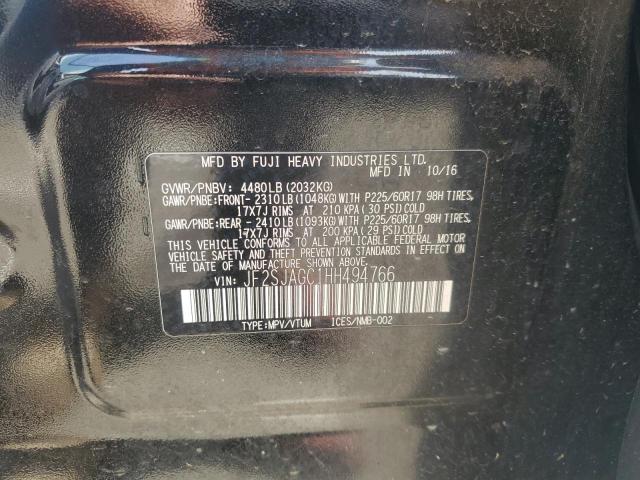 MFD BY FUJI HEAVY INDUSTRIES LTD.
MFD IN 10/16
GVWR/PNBV: 4480LB(2032KG)
GAWR/PNBE:FRONT- 2310LB(1048KG)WITH P225/60R17 98H TIRES,
17X7J RIMS AT 210 KPA(30 PSI)COLD
GAWR/PNBE:REAR - 2410LB(1093KG)WITH P225/60R17 98H TIRES,
17X7J RIMS AT 200 KPA(29 PSI)COLD
THIS VEHICLE CONFORMS TO ALL APPLICABLE FEDERAL MOTOR
VEHICLE SAFETY, BUMPER, AND THEFT PREVENTION STANDARDS
IN EFFECT ON THE DATE OF MANUFACTURE SHOWN ABOVE.
VIN: JF2SJAGC1HH494766
TYPE:MPV/VTUM ICES/NMB-002